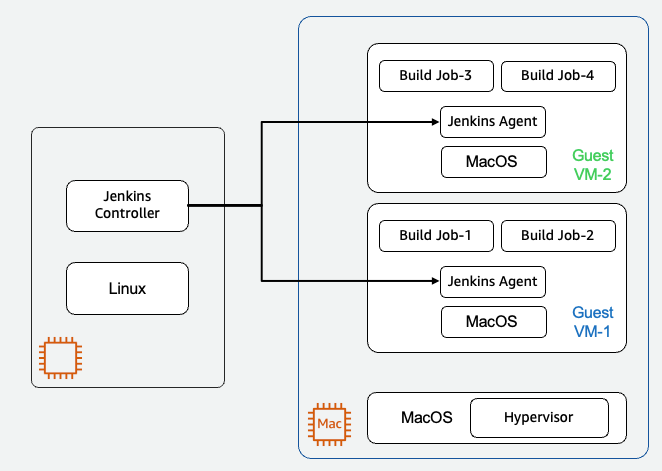 Build Job-3
Build Job-4
Jenkins Agent
MacOS
Guest
VM-2
Jenkins
Controller
Linux
Build Job-1
Build Job-2
Jenkins Agent
MacOS
Guest
VM-1
Mac
MacOS
Hypervisor